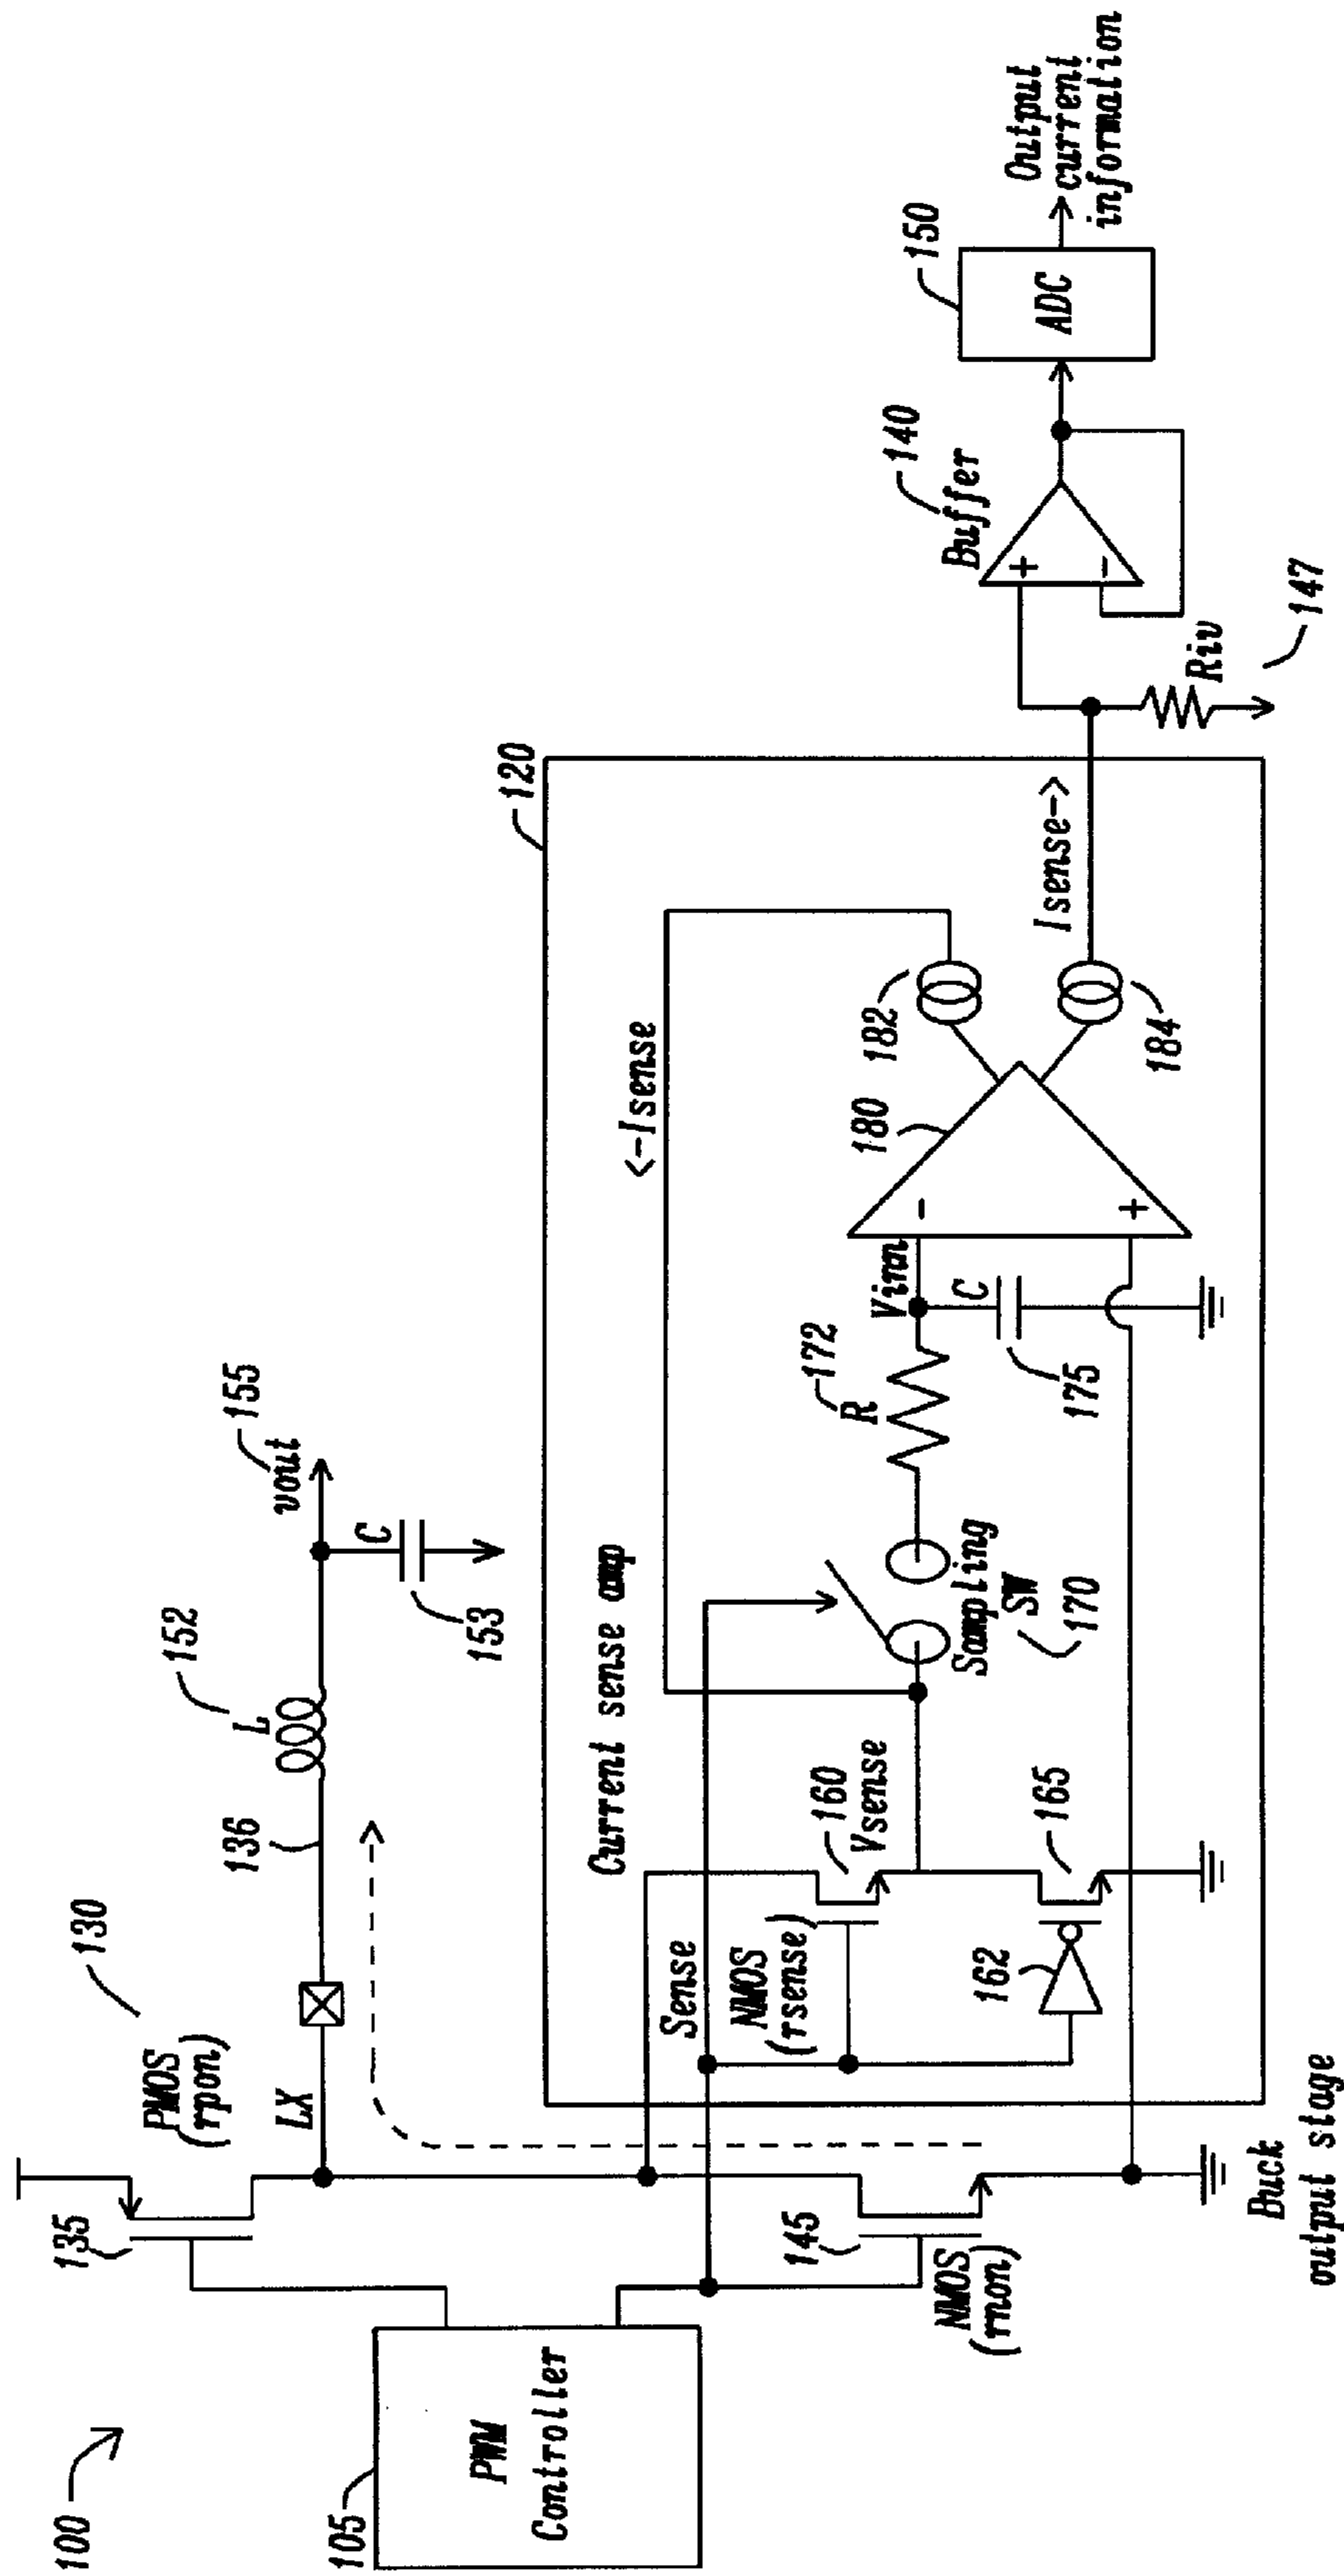 100
105
PWM
Controller
135
PMOS
(rpon)
130
LX
136
L
152
C
153
vout
155
145
NMOS
(rnon)
Buck
output stage
Current sense amp
120
Sense
NMOS
(rsense)
160
Vsense
162
165
<-Isense
Sampling
SW
170
R
172
Vinn
C
175
-
+
180
182
184
Isense->
Riv
147
+
-
Buffer
140
ADC
150
Output
current
information